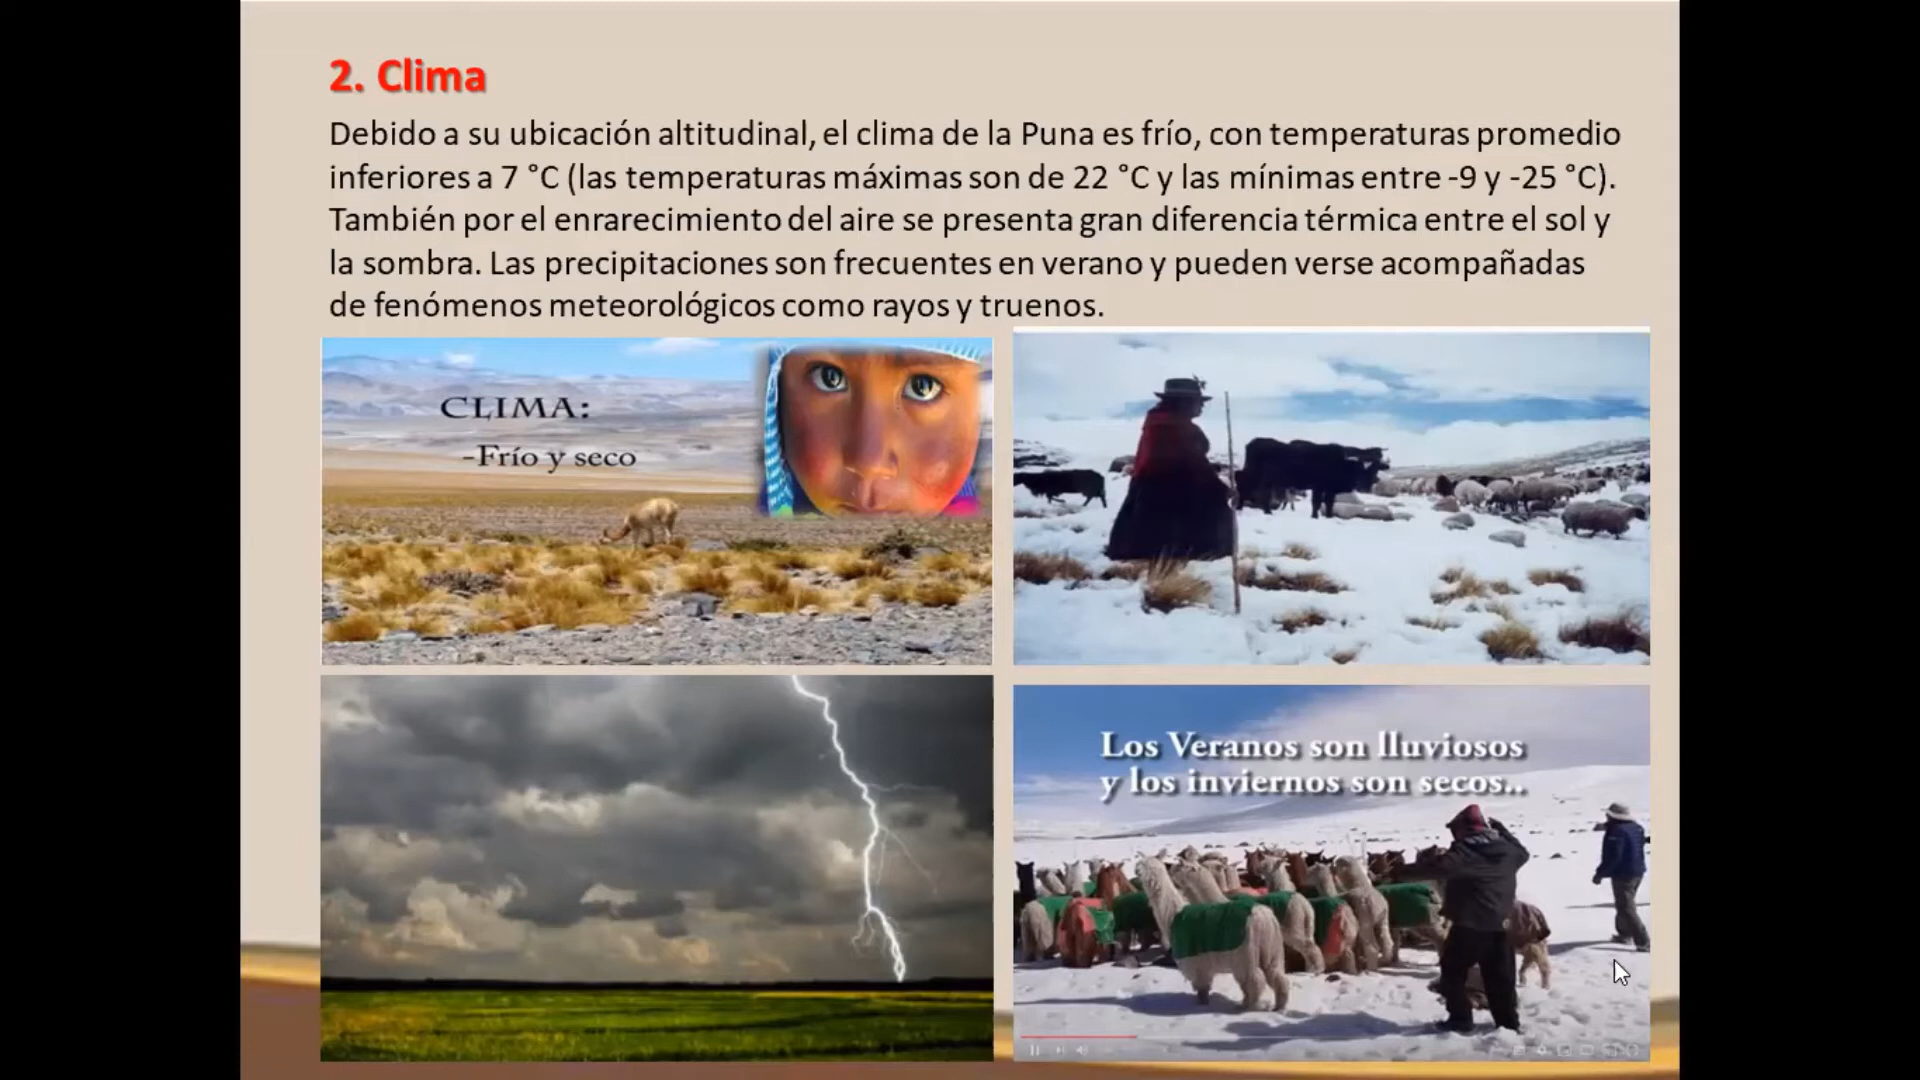 2. Clima
Debido a su ubicación altitudinal, el clima de la Puna es frío, con temperaturas promedio
inferiores a 7 °C (las temperaturas máximas son de 22 °C y las mínimas entre -9 y -25 °C).
También por el enrarecimiento del aire se presenta gran diferencia térmica entre el sol y
la sombra. Las precipitaciones son frecuentes en verano y pueden verse acompañadas
de fenómenos meteorológicos como rayos y truenos.
CLIMA:
-Frío y seco
Los Veranos son lluviosos
y los inviernos son secos..